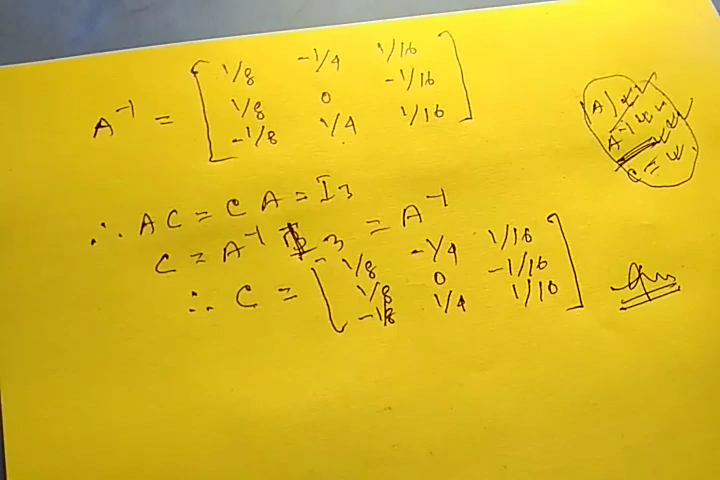 1/8 -1/4 1/16
A⁻¹ = 1/8 0 -1/16
-1/8 1/4 1/16
∴ AC = CA = I3
C = A⁻¹ I3 = A⁻¹
1/8 -1/4 1/16
∴ C = 1/8 0 -1/16
-1/8 1/4 1/16
Ans
|A|
A⁻¹
C =